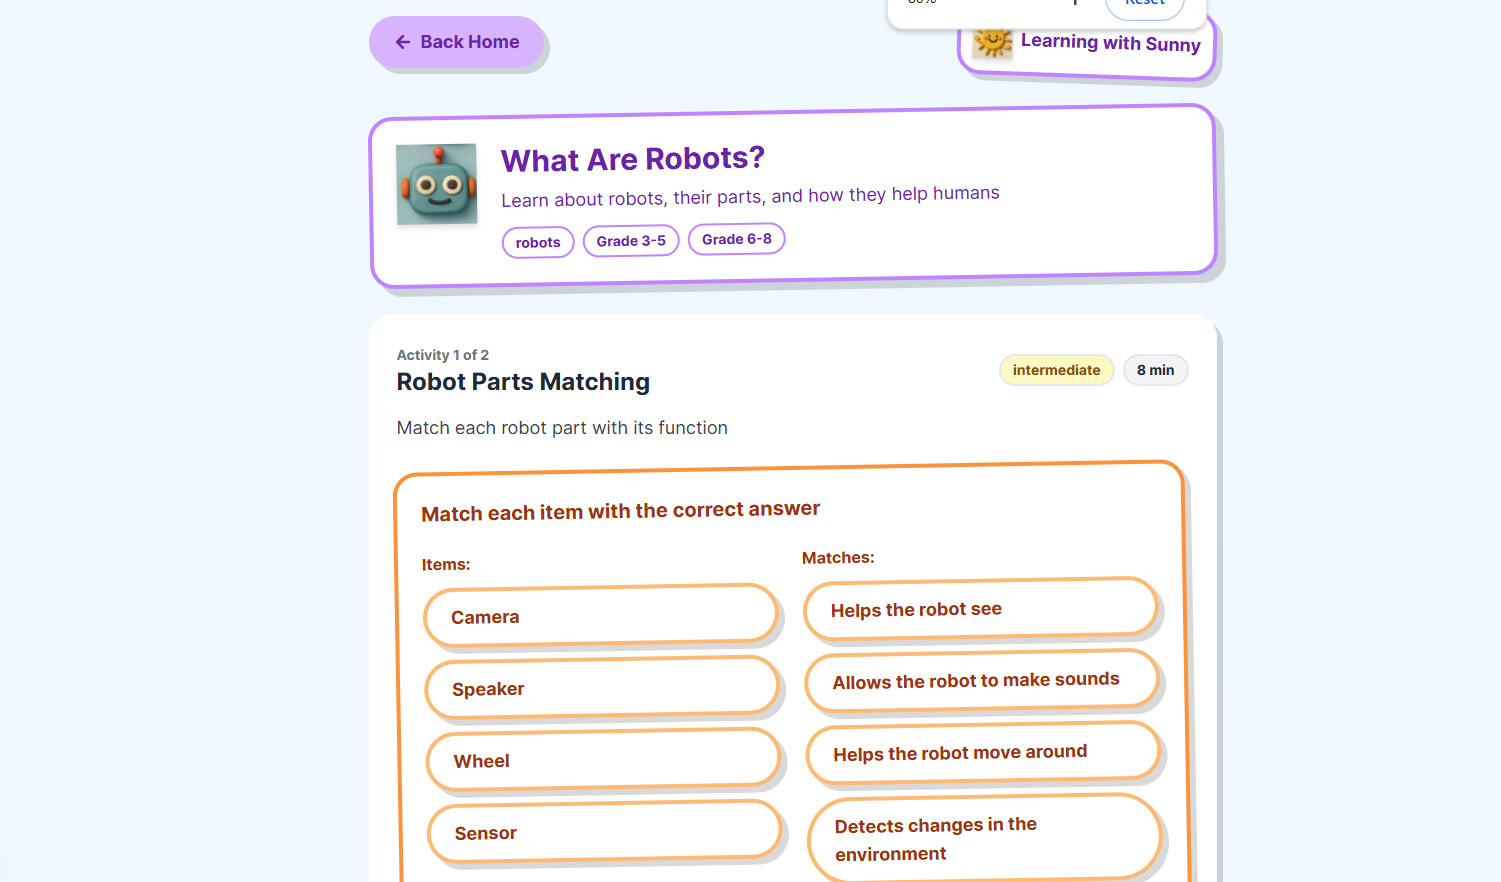 Reset
Back Home
Learning with Sunny
What Are Robots?
Learn about robots, their parts, and how they help humans
robots
Grade 3-5
Grade 6-8
Activity 1 of 2
Robot Parts Matching
intermediate
8 min
Match each robot part with its function
Match each item with the correct answer
Items:
Matches:
Camera
Helps the robot see
Speaker
Allows the robot to make sounds
Wheel
Helps the robot move around
Sensor
Detects changes in the
environment